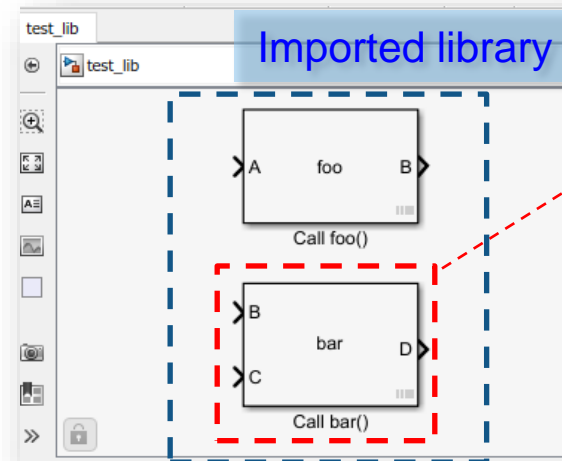 test_lib
Imported library
test_lib
A foo B
Call foo()
B
bar D
C
Call bar()